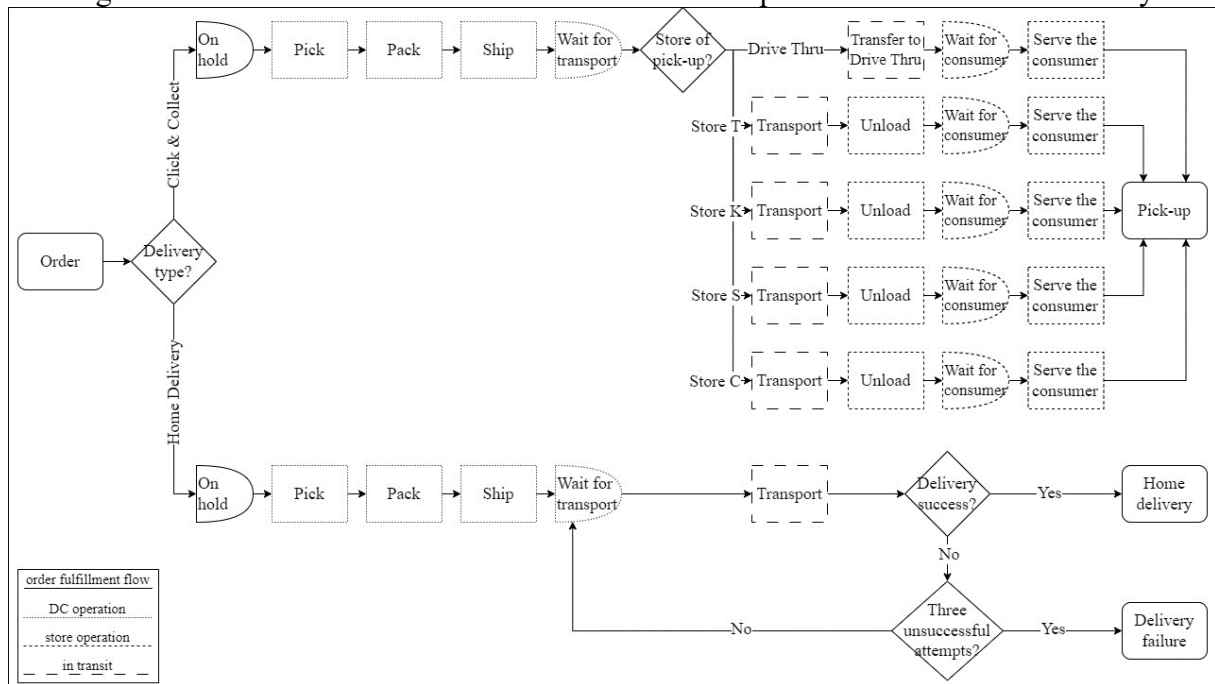 On
hold
Pick
Pack
Ship
Wait for
transport
Store of
pick-up?
Drive Thru
Transfer to
Drive Thru
Wait for
consumer
Serve the
consumer
Click & Collect
Store T
Transport
Unload
Wait for
consumer
Serve the
consumer
Store K
Transport
Unload
Wait for
consumer
Serve the
consumer
Pick-up
Order
Delivery
type?
Store S
Transport
Unload
Wait for
consumer
Serve the
consumer
Store C
Transport
Unload
Wait for
consumer
Serve the
consumer
Home Delivery
On
hold
Pick
Pack
Ship
Wait for
transport
Transport
Delivery
success?
Yes
Home
delivery
No
Three
unsuccessful
attempts?
No
Yes
Delivery
failure
order fulfillment flow
DC operation
store operation
in transit